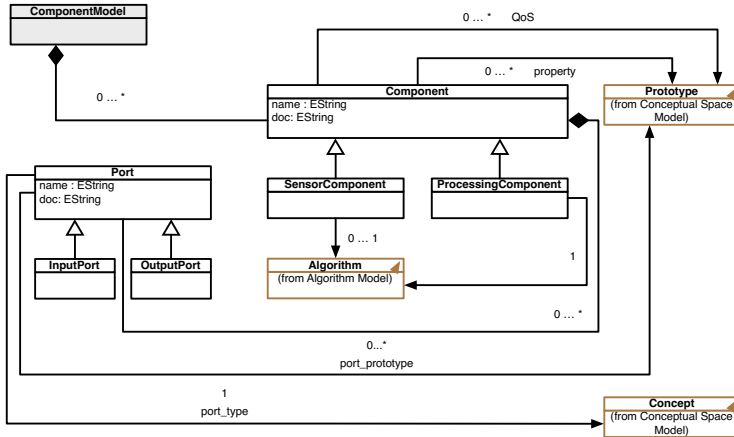 ComponentModel
0 ... * QoS
0 ... * property
0 ... *
Component
name : EString
doc: EString
Prototype
(from Conceptual Space
Model)
Port
name : EString
doc: EString
SensorComponent
ProcessingComponent
0 ... 1
1
InputPort
OutputPort
Algorithm
(from Algorithm Model)
0 ... *
0...*
port_prototype
1
port_type
Concept
(from Conceptual Space
Model)